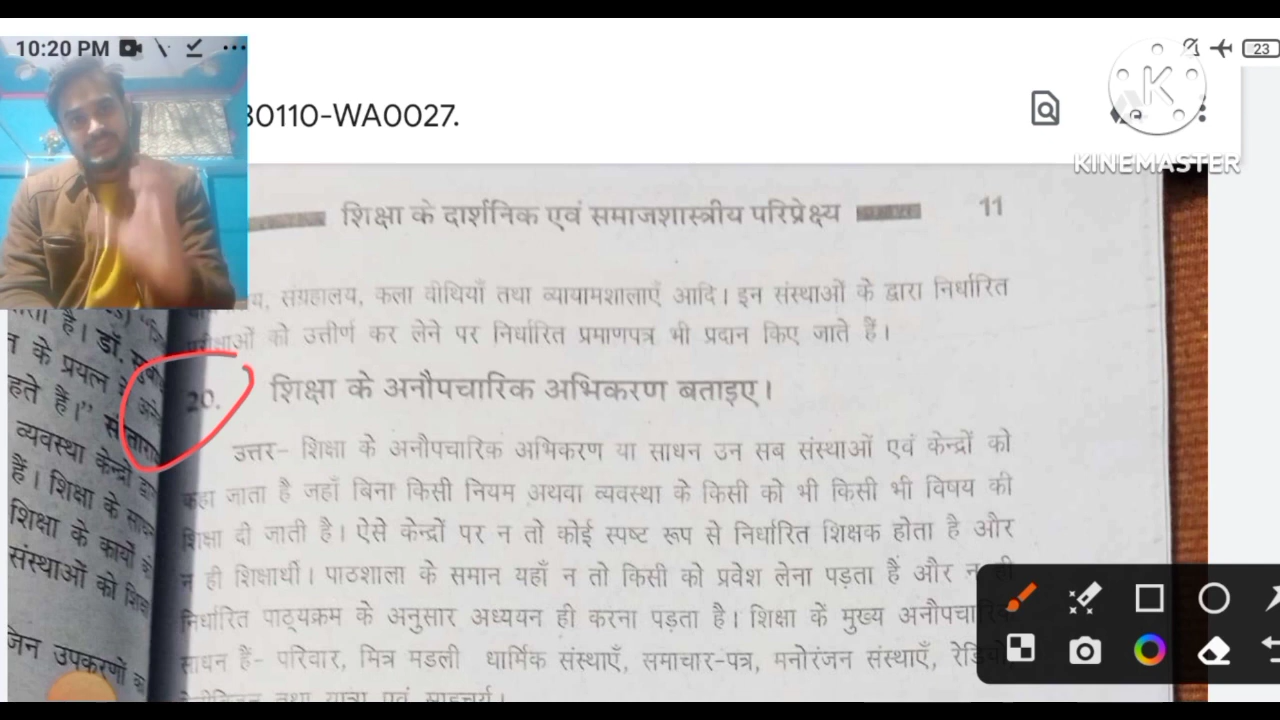 10:20 PM
23
30110-WA0027.
K
KINEMASTER
शिक्षा के दार्शनिक एवं समाजशास्त्रीय परिप्रेक्ष्य 11
संग्रहालय, कला वीथियाँ तथा व्यायामशालाएँ आदि। इन संस्थाओं के द्वारा निर्धारित
परीक्षाओं को उत्तीर्ण कर लेने पर निर्धारित प्रमाणपत्र भी प्रदान किए जाते हैं।
20. शिक्षा के अनौपचारिक अभिकरण बताइए।
उत्तर- शिक्षा के अनौपचारिक अभिकरण या साधन उन सब संस्थाओं एवं केन्द्रों को
कहा जाता है जहाँ बिना किसी नियम अथवा व्यवस्था के किसी को भी किसी भी विषय की
शिक्षा दी जाती है। ऐसे केन्द्रों पर न तो कोई स्पष्ट रूप से निर्धारित शिक्षक होता है और
न ही शिक्षार्थी। पाठशाला के समान यहाँ न तो किसी को प्रवेश लेना पड़ता हैं और न ही
निर्धारित पाठ्यक्रम के अनुसार अध्ययन ही करना पड़ता है। शिक्षा कें मुख्य अनौपचारिक
साधन हैं- परिवार, मित्र मडली धार्मिक संस्थाएँ, समाचार-पत्र, मनोरंजन संस्थाएँ, रेडियो
तथा यात्रा एवं साहचर्य।
है। डॉ.
त के प्रयत्न
हते हैं।"
व्यवस्था केन्द्रों
हैं। शिक्षा के
शिक्षा के कार्यों को
संस्थाओं को
जिन उपकरणों